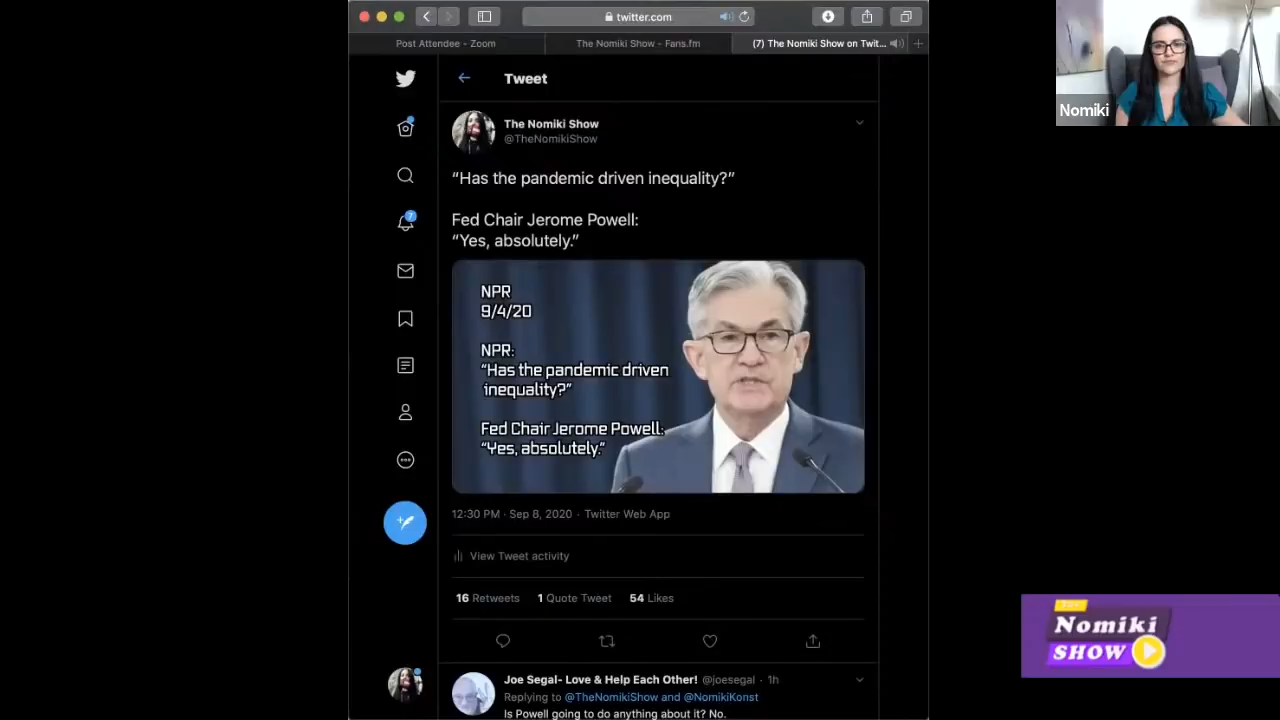 twitter.com
Post Attendee - Zoom
The Nomiki Show - Fans.fm
(7) The Nomiki Show on Twit...
Tweet
The Nomiki Show
@TheNomikiShow
“Has the pandemic driven inequality?”
Fed Chair Jerome Powell:
“Yes, absolutely.”
NPR
9/4/20
NPR:
“Has the pandemic driven
inequality?”
Fed Chair Jerome Powell:
“Yes, absolutely.”
7
12:30 PM · Sep 8, 2020 · Twitter Web App
View Tweet activity
16 Retweets 1 Quote Tweet 54 Likes
Joe Segal- Love & Help Each Other! @joesegal · 1h
Replying to @TheNomikiShow and @NomikiKonst
Is Powell going to do anything about it? No.
Nomiki
The
Nomiki
SHOW